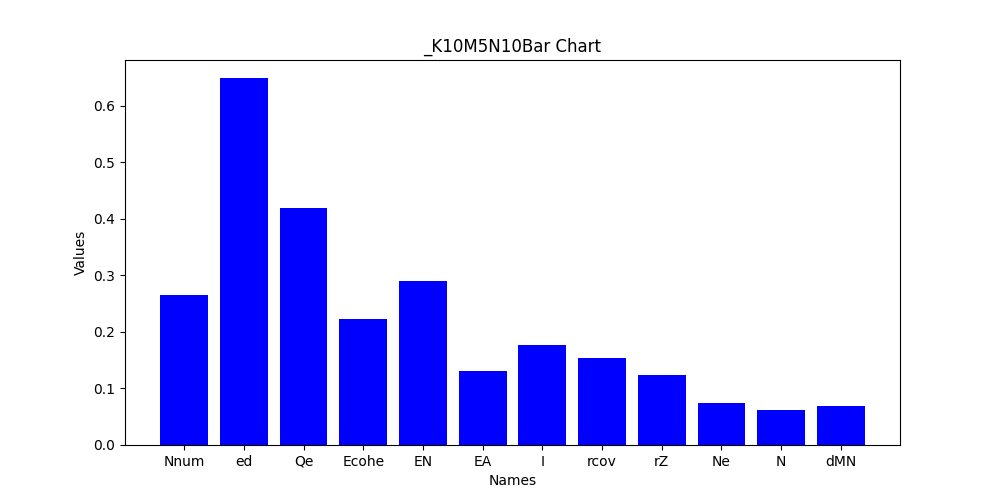 _K10M5N10Bar Chart
Values
0.6
0.5
0.4
0.3
0.2
0.1
0.0
Nnum ed Qe Ecohe EN EA I rcov rZ Ne N dMN
Names